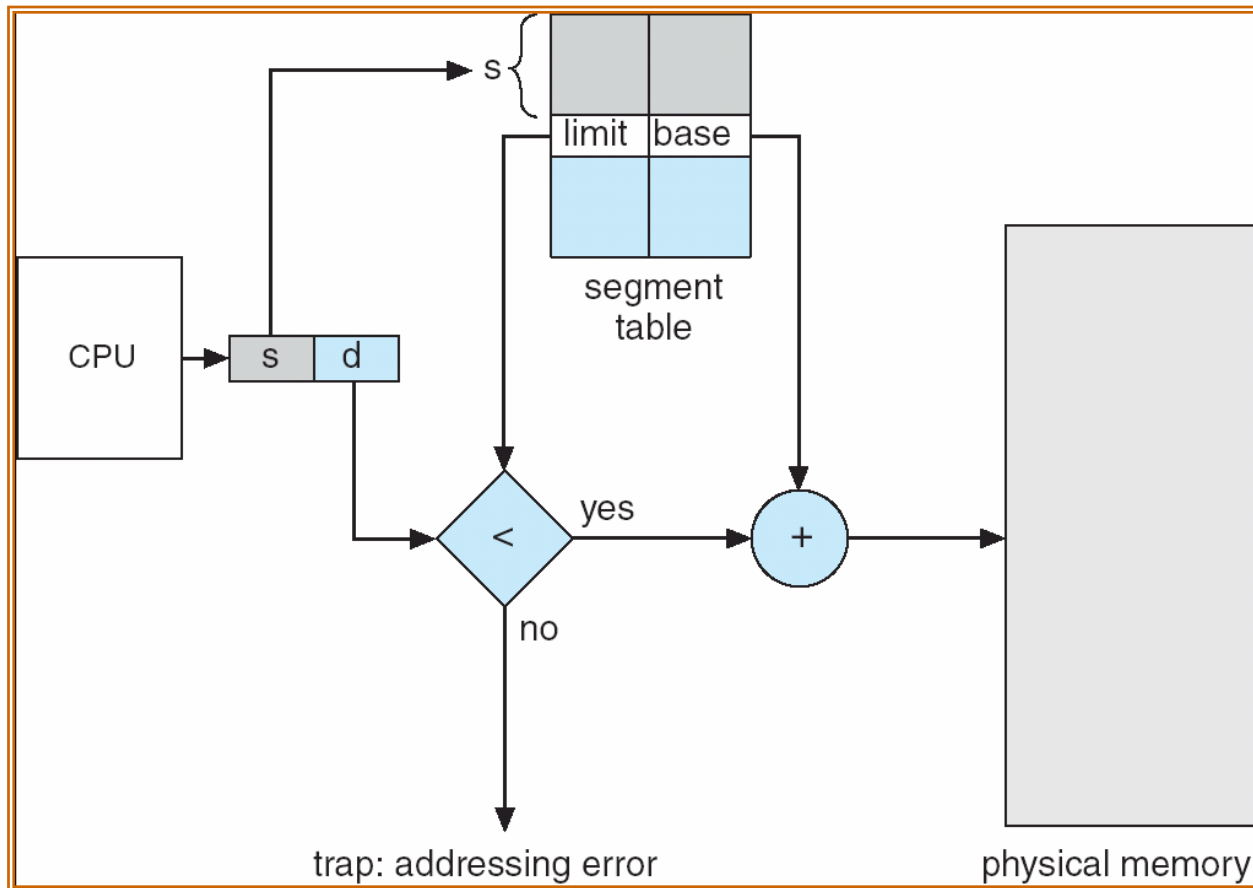 s
limit base
segment
table
CPU
s d
yes
<
+
no
trap: addressing error
physical memory